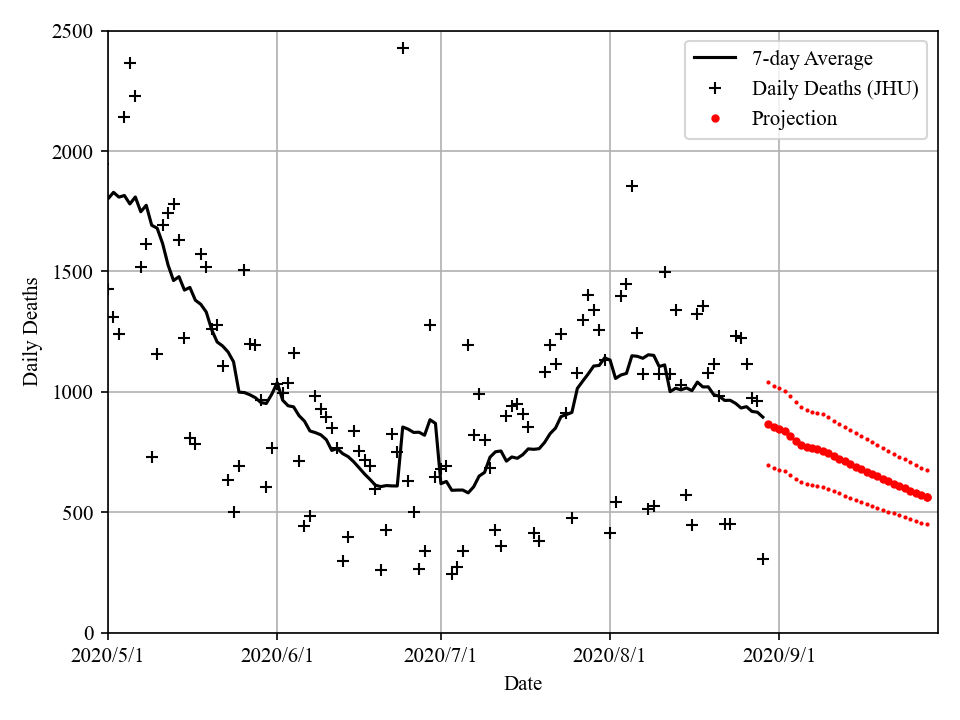 2500
2000
1500
1000
500
0
Daily Deaths
7-day Average
Daily Deaths (JHU)
Projection
2020/5/1 2020/6/1 2020/7/1 2020/8/1 2020/9/1
Date